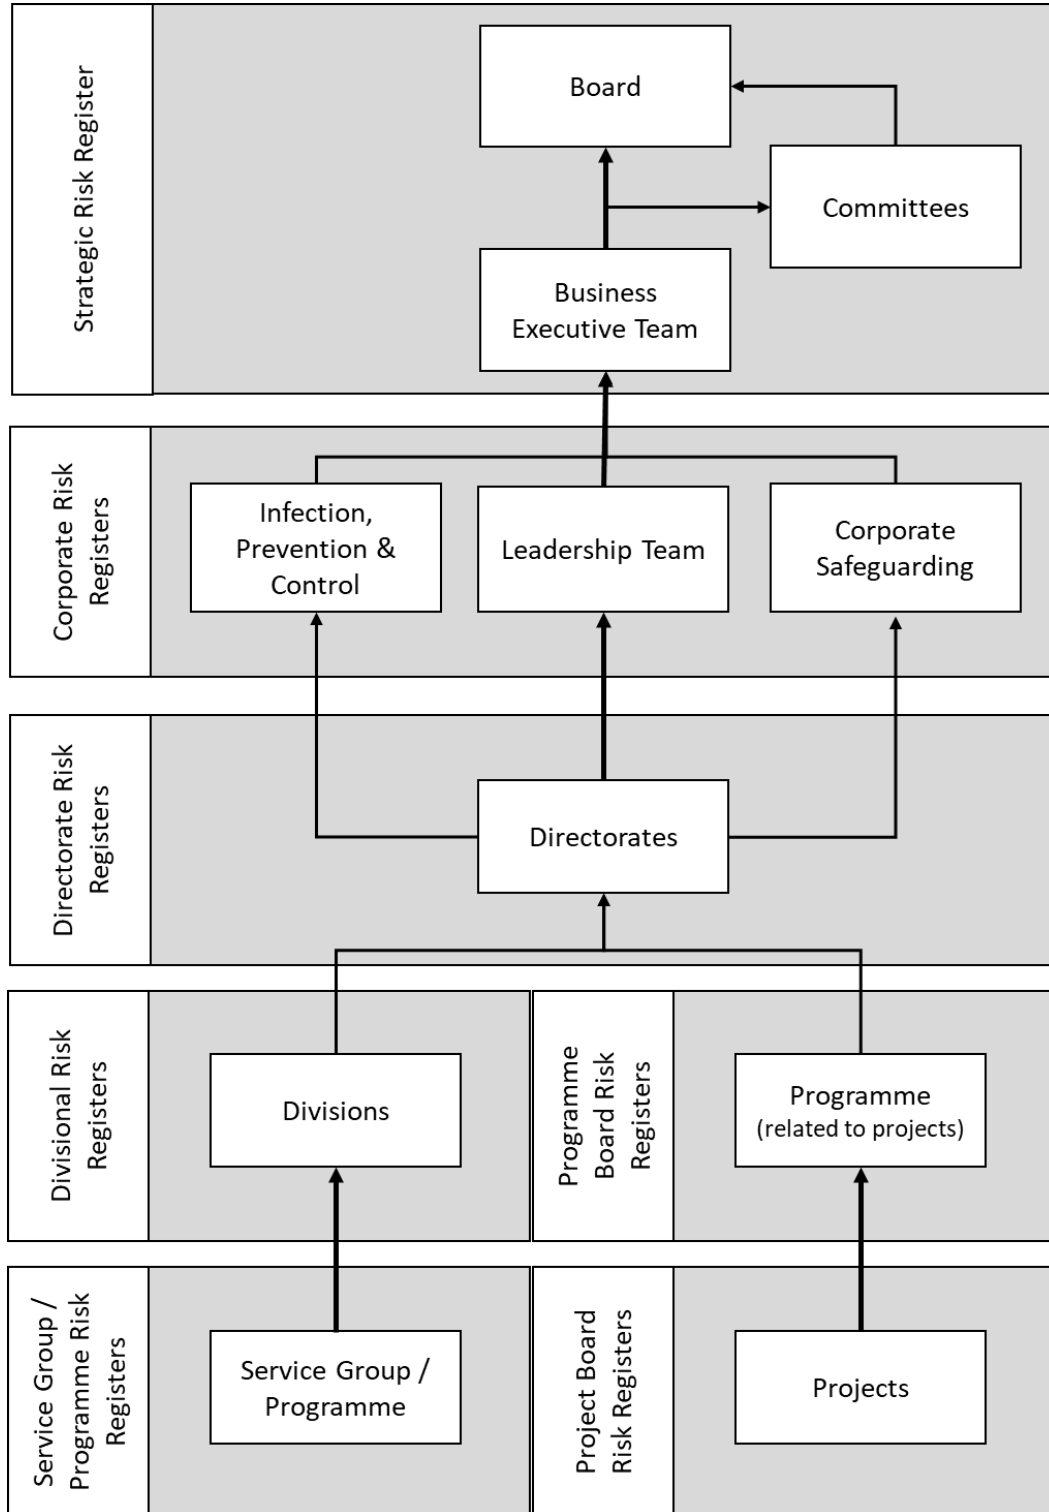 Strategic Risk Register
Board
Committees
Business
Executive Team
Corporate Risk
Registers
Infection,
Prevention &
Control
Leadership Team
Corporate
Safeguarding
Directorate Risk
Registers
Directorates
Divisional Risk
Registers
Divisions
Programme
Board Risk
Registers
Programme
(related to projects)
Service Group /
Programme Risk
Registers
Service Group /
Programme
Project Board
Risk Registers
Projects